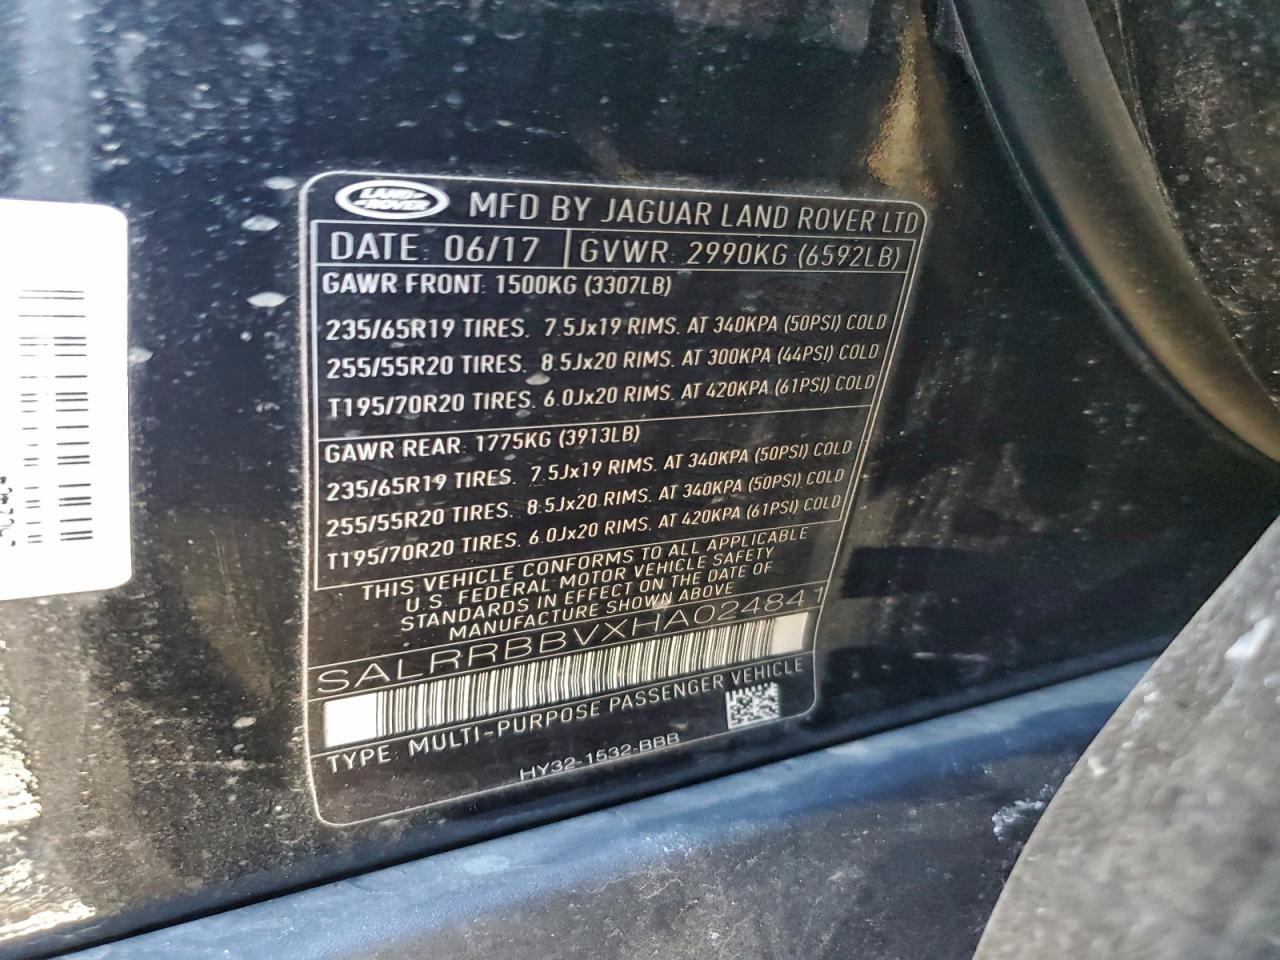 LAND ROVER
MFD BY JAGUAR LAND ROVER LTD
DATE: 06/17 GVWR: 2990KG (6592LB)
GAWR FRONT: 1500KG (3307LB)
235/65R19 TIRES. 7.5Jx19 RIMS. AT 340KPA (50PSI) COLD
255/55R20 TIRES. 8.5Jx20 RIMS. AT 300KPA (44PSI) COLD
T195/70R20 TIRES. 6.0Jx20 RIMS. AT 420KPA (61PSI) COLD
GAWR REAR: 1775KG (3913LB)
235/65R19 TIRES. 7.5Jx19 RIMS. AT 340KPA (50PSI) COLD
255/55R20 TIRES. 8.5Jx20 RIMS. AT 340KPA (50PSI) COLD
T195/70R20 TIRES. 6.0Jx20 RIMS. AT 420KPA (61PSI) COLD
THIS VEHICLE CONFORMS TO ALL APPLICABLE
U.S. FEDERAL MOTOR VEHICLE SAFETY
STANDARDS IN EFFECT ON THE DATE OF
MANUFACTURE SHOWN ABOVE
SALRRBBVXHA024841
TYPE: MULTI-PURPOSE PASSENGER VEHICLE
HY32-1532-BBB